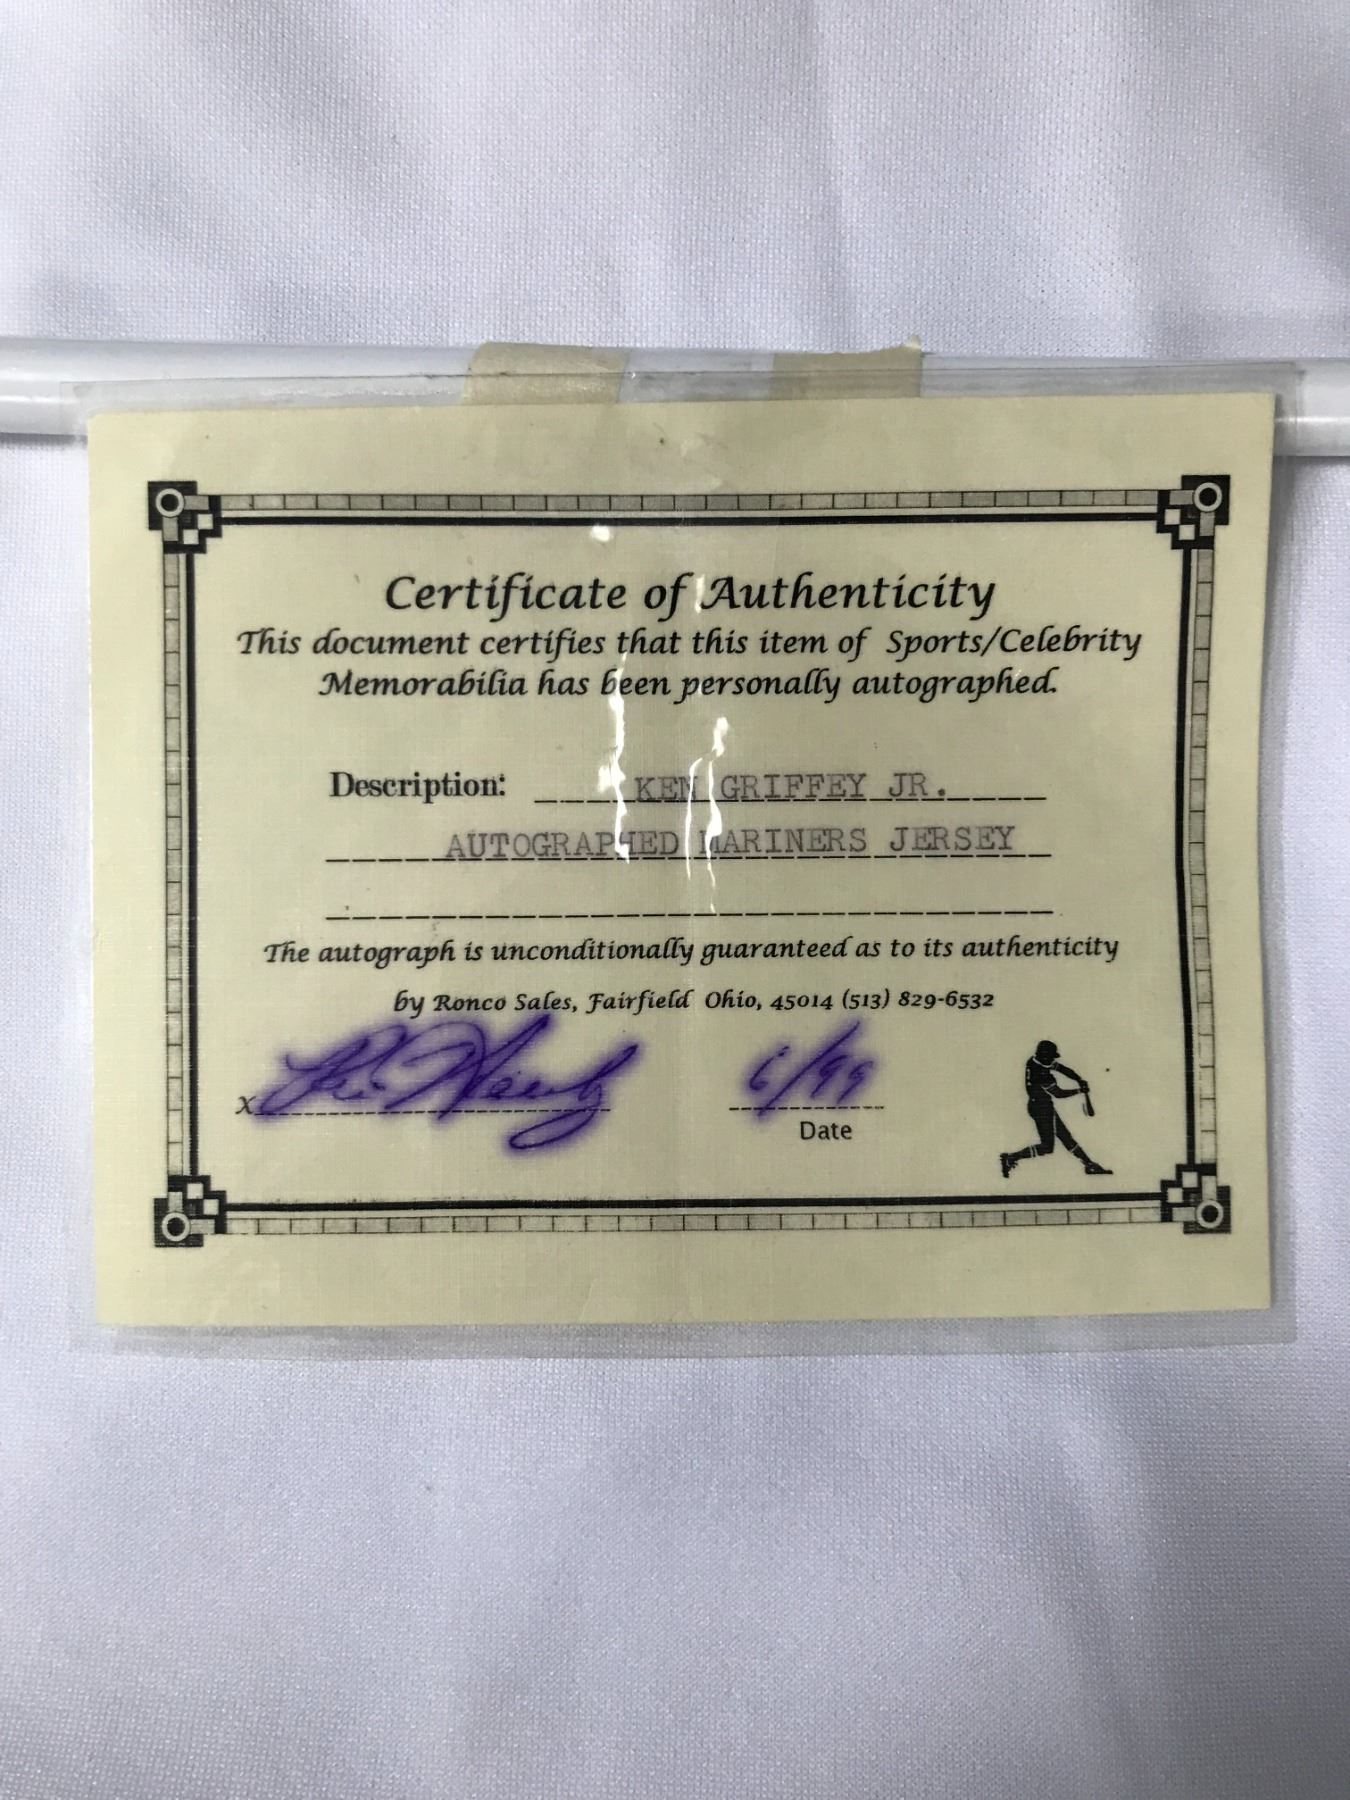 Certificate of Authenticity
This document certifies that this item of Sports/Celebrity
Memorabilia has been personally autographed.
Description: KEN GRIFFEY JR.
AUTOGRAPHED MARINERS JERSEY
The autograph is unconditionally guaranteed as to its authenticity
by Ronco Sales, Fairfield Ohio, 45014 (513) 829-6532
x 6/99
Date